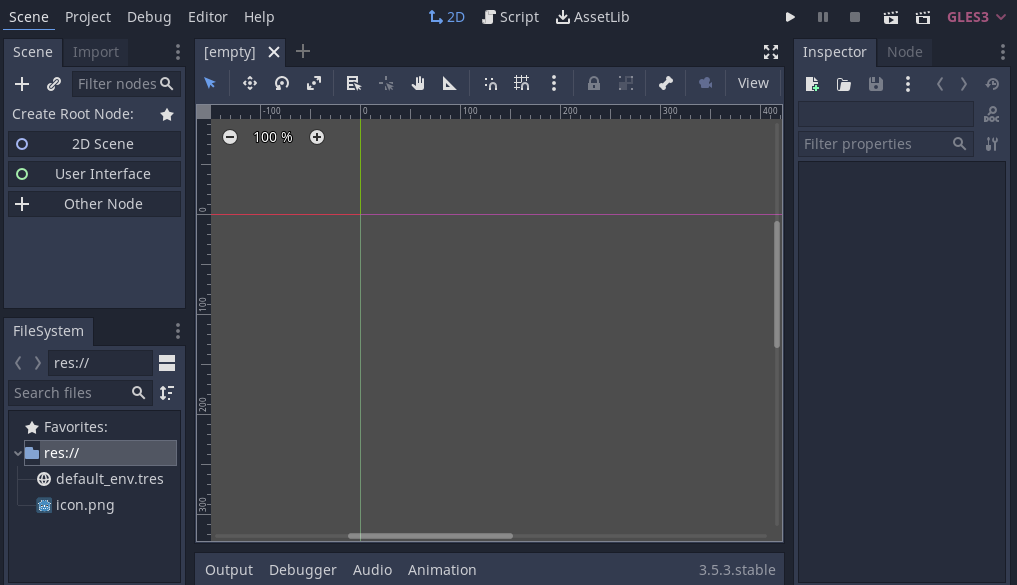 Scene Project Debug Editor Help 2D Script AssetLib GLES3
Scene Import [empty] Inspector Node
Filter nodes View
Create Root Node:
2D Scene
User Interface
Other Node
-100 0 100 200 300 400
100 %
0
100
200
300
DOC
Filter properties
FileSystem
res://
Search files
Favorites:
res://
default_env.tres
icon.png
Output Debugger Audio Animation 3.5.3.stable